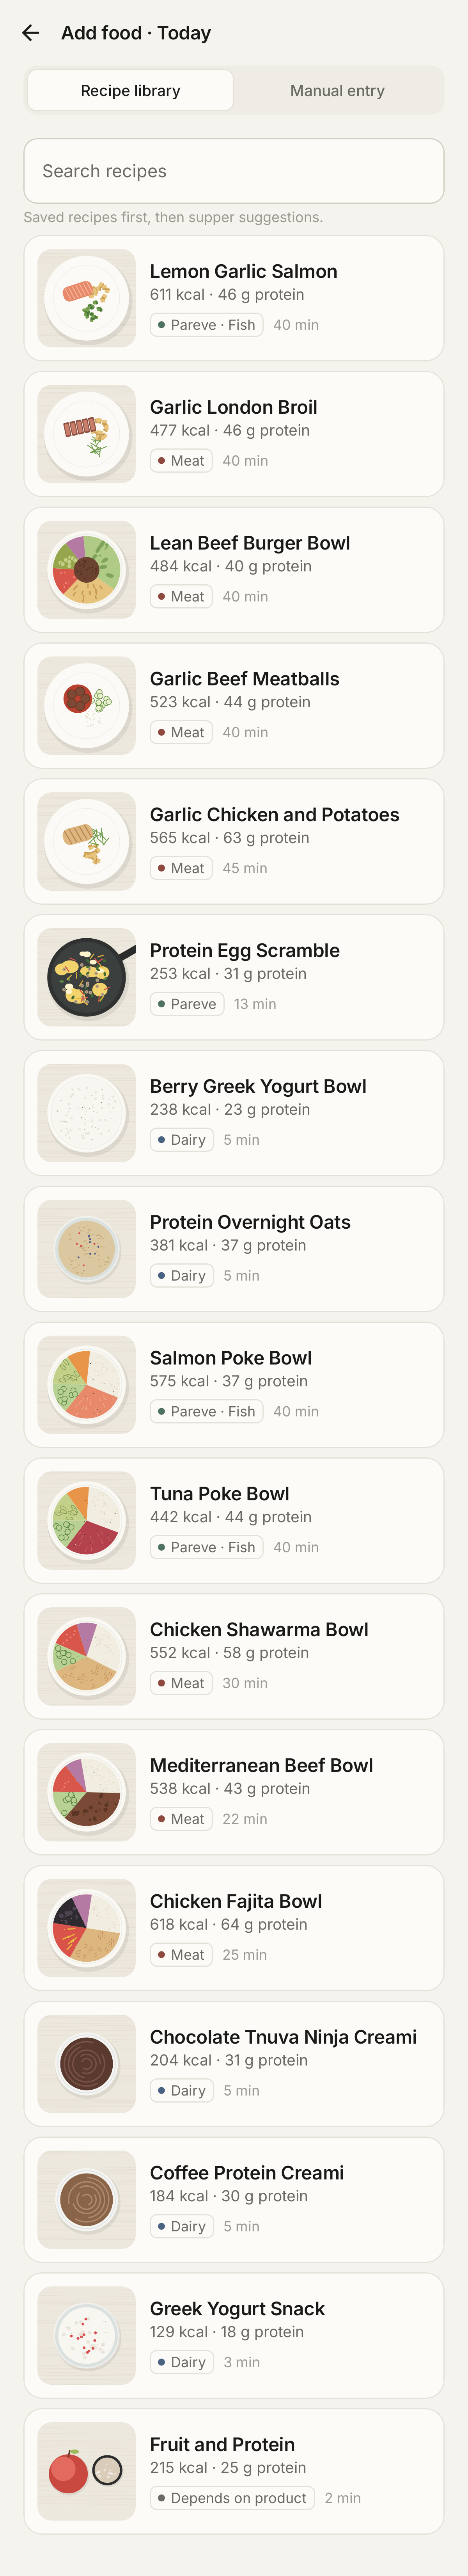 Add food · Today
Recipe library
Manual entry
Search recipes
Saved recipes first, then supper suggestions.
Lemon Garlic Salmon
611 kcal · 46 g protein
Pareve · Fish 40 min
Garlic London Broil
477 kcal · 46 g protein
Meat 40 min
Lean Beef Burger Bowl
484 kcal · 40 g protein
Meat 40 min
Garlic Beef Meatballs
523 kcal · 44 g protein
Meat 40 min
Garlic Chicken and Potatoes
565 kcal · 63 g protein
Meat 45 min
Protein Egg Scramble
253 kcal · 31 g protein
Pareve 13 min
Berry Greek Yogurt Bowl
238 kcal · 23 g protein
Dairy 5 min
Protein Overnight Oats
381 kcal · 37 g protein
Dairy 5 min
Salmon Poke Bowl
575 kcal · 37 g protein
Pareve · Fish 40 min
Tuna Poke Bowl
442 kcal · 44 g protein
Pareve · Fish 40 min
Chicken Shawarma Bowl
552 kcal · 58 g protein
Meat 30 min
Mediterranean Beef Bowl
538 kcal · 43 g protein
Meat 22 min
Chicken Fajita Bowl
618 kcal · 64 g protein
Meat 25 min
Chocolate Tnuva Ninja Creami
204 kcal · 31 g protein
Dairy 5 min
Coffee Protein Creami
184 kcal · 30 g protein
Dairy 5 min
Greek Yogurt Snack
129 kcal · 18 g protein
Dairy 3 min
Fruit and Protein
215 kcal · 25 g protein
Depends on product 2 min